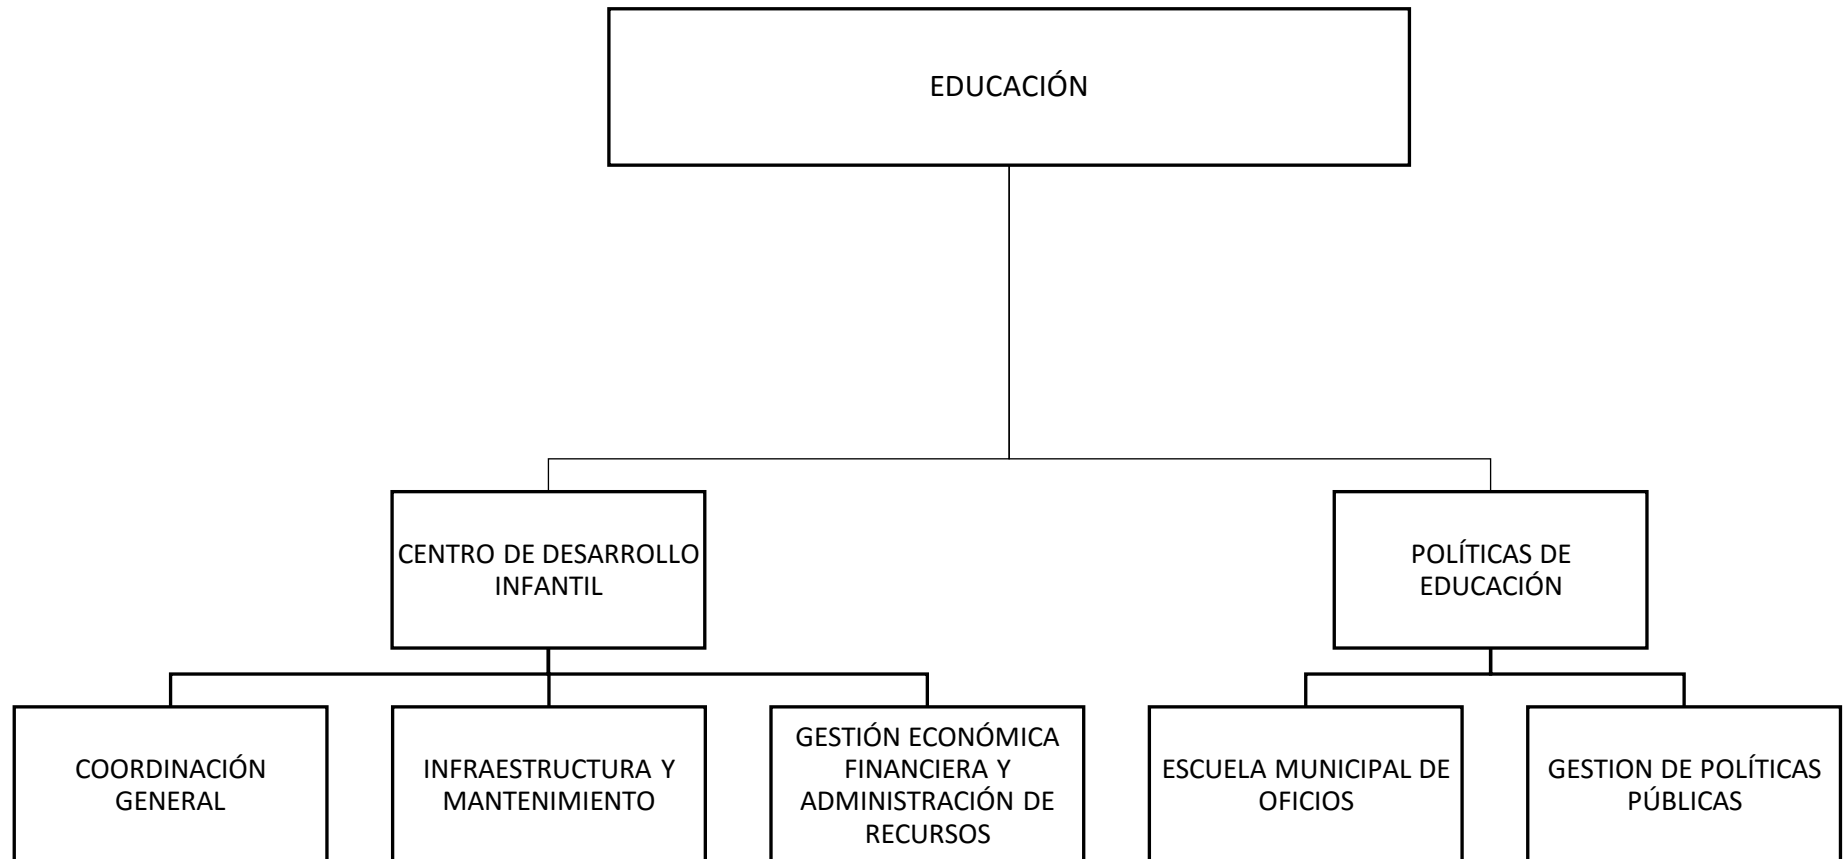 EDUCACIÓN
CENTRO DE DESARROLLO
INFANTIL
POLÍTICAS DE
EDUCACIÓN
COORDINACIÓN
GENERAL
INFRAESTRUCTURA Y
MANTENIMIENTO
GESTIÓN ECONÓMICA
FINANCIERA Y
ADMINISTRACIÓN DE
RECURSOS
ESCUELA MUNICIPAL DE
OFICIOS
GESTION DE POLÍTICAS
PÚBLICAS